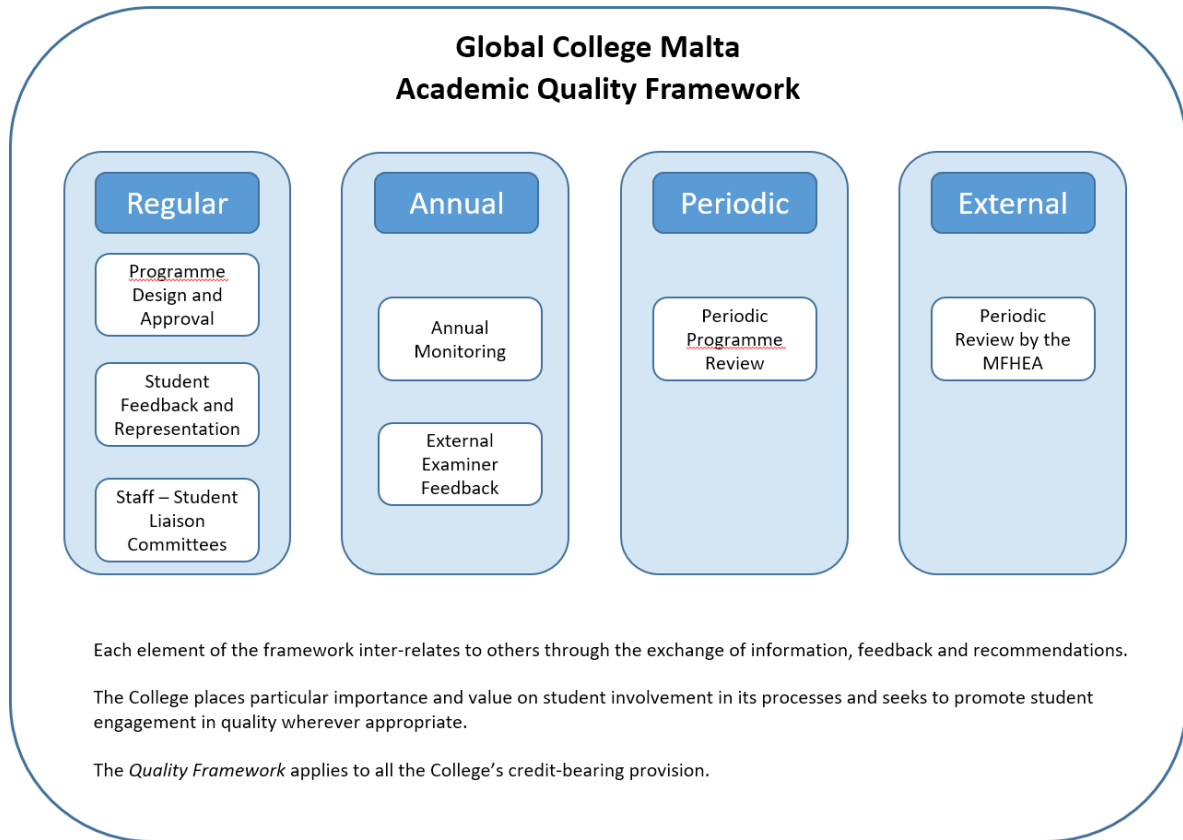 Global College Malta
Academic Quality Framework
Regular
Programme
Design and
Approval
Student
Feedback and
Representation
Staff – Student
Liaison
Committees
Annual
Annual
Monitoring
External
Examiner
Feedback
Periodic
Periodic
Programme
Review
External
Periodic
Review by the
MFHEA
Each element of the framework inter-relates to others through the exchange of information, feedback and recommendations.
The College places particular importance and value on student involvement in its processes and seeks to promote student
engagement in quality wherever appropriate.
The Quality Framework applies to all the College’s credit-bearing provision.